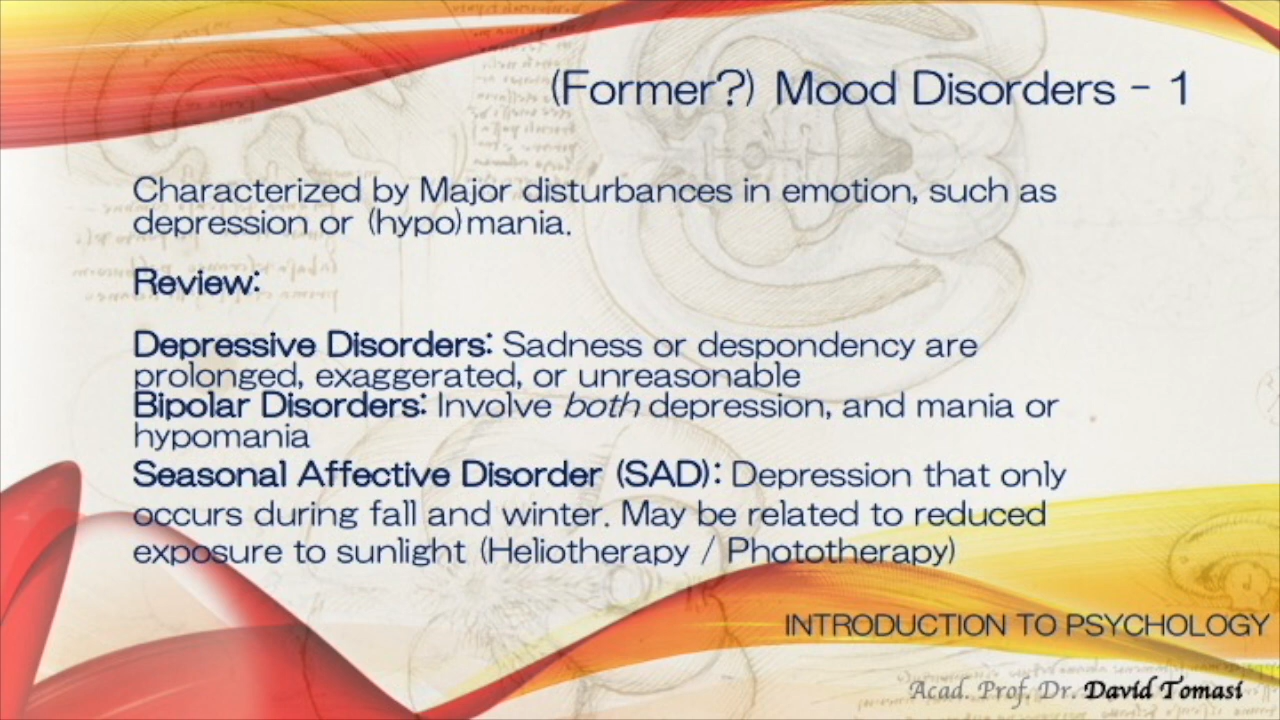 (Former?) Mood Disorders - 1
Characterized by Major disturbances in emotion, such as
depression or (hypo)mania.
Review:
Depressive Disorders: Sadness or despondency are
prolonged, exaggerated, or unreasonable
Bipolar Disorders: Involve both depression, and mania or
hypomania
Seasonal Affective Disorder (SAD): Depression that only
occurs during fall and winter. May be related to reduced
exposure to sunlight (Heliotherapy / Phototherapy)
INTRODUCTION TO PSYCHOLOGY
Acad. Prof. Dr. David Tomasi